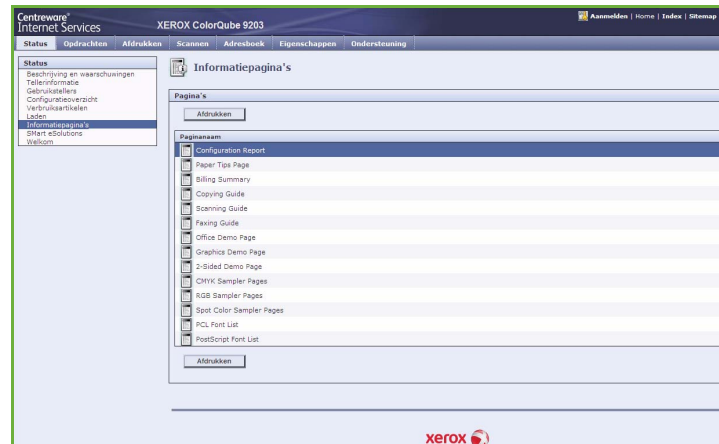 Centreware®
Internet Services
XEROX ColorQube 9203
Aanmelden | Home | Index | Sitemap
Status Opdrachten Afdrukken Scannen Adresboek Eigenschappen Ondersteuning
Status
Beschrijving en waarschuwingen
Tellerinformatie
Gebruikstellers
Configuratieoverzicht
Verbruiksartikelen
Laden
Informatiepagina's
SMart eSolutions
Welkom
Informatiepagina's
Pagina's
Afdrukken
Paginanaam
Configuration Report
Paper Tips Page
Billing Summary
Copying Guide
Scanning Guide
Faxing Guide
Office Demo Page
Graphics Demo Page
2-Sided Demo Page
CMYK Sampler Pages
RGB Sampler Pages
Spot Color Sampler Pages
PCL Font List
PostScript Font List
Afdrukken
xerox